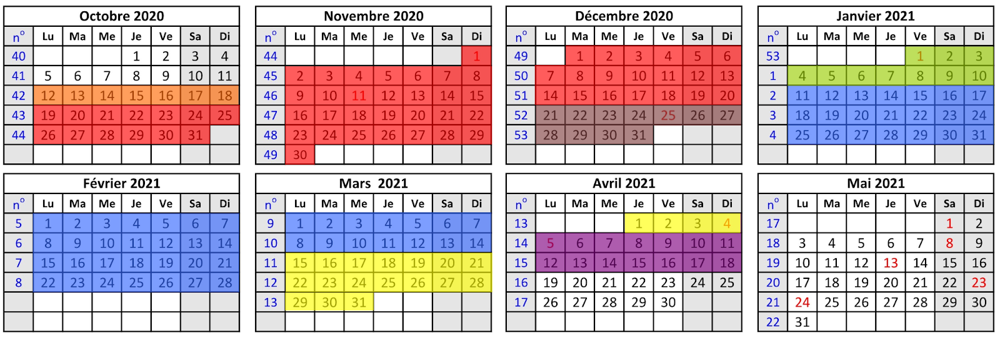 Octobre 2020
nº Lu Ma Me Je Ve Sa Di
40 1 2 3 4
41 5 6 7 8 9 10 11
42 12 13 14 15 16 17 18
43 19 20 21 22 23 24 25
44 26 27 28 29 30 31
Novembre 2020
nº Lu Ma Me Je Ve Sa Di
44 1
45 2 3 4 5 6 7 8
46 9 10 11 12 13 14 15
47 16 17 18 19 20 21 22
48 23 24 25 26 27 28 29
49 30
Décembre 2020
nº Lu Ma Me Je Ve Sa Di
49 1 2 3 4 5 6
50 7 8 9 10 11 12 13
51 14 15 16 17 18 19 20
52 21 22 23 24 25 26 27
53 28 29 30 31
Janvier 2021
nº Lu Ma Me Je Ve Sa Di
53 1 2 3
1 4 5 6 7 8 9 10
2 11 12 13 14 15 16 17
3 18 19 20 21 22 23 24
4 25 26 27 28 29 30 31
Février 2021
nº Lu Ma Me Je Ve Sa Di
5 1 2 3 4 5 6 7
6 8 9 10 11 12 13 14
7 15 16 17 18 19 20 21
8 22 23 24 25 26 27 28
Mars 2021
nº Lu Ma Me Je Ve Sa Di
9 1 2 3 4 5 6 7
10 8 9 10 11 12 13 14
11 15 16 17 18 19 20 21
12 22 23 24 25 26 27 28
13 29 30 31
Avril 2021
nº Lu Ma Me Je Ve Sa Di
13 1 2 3 4
14 5 6 7 8 9 10 11
15 12 13 14 15 16 17 18
16 19 20 21 22 23 24 25
17 26 27 28 29 30
Mai 2021
nº Lu Ma Me Je Ve Sa Di
17 1 2
18 3 4 5 6 7 8 9
19 10 11 12 13 14 15 16
20 17 18 19 20 21 22 23
21 24 25 26 27 28 29 30
22 31